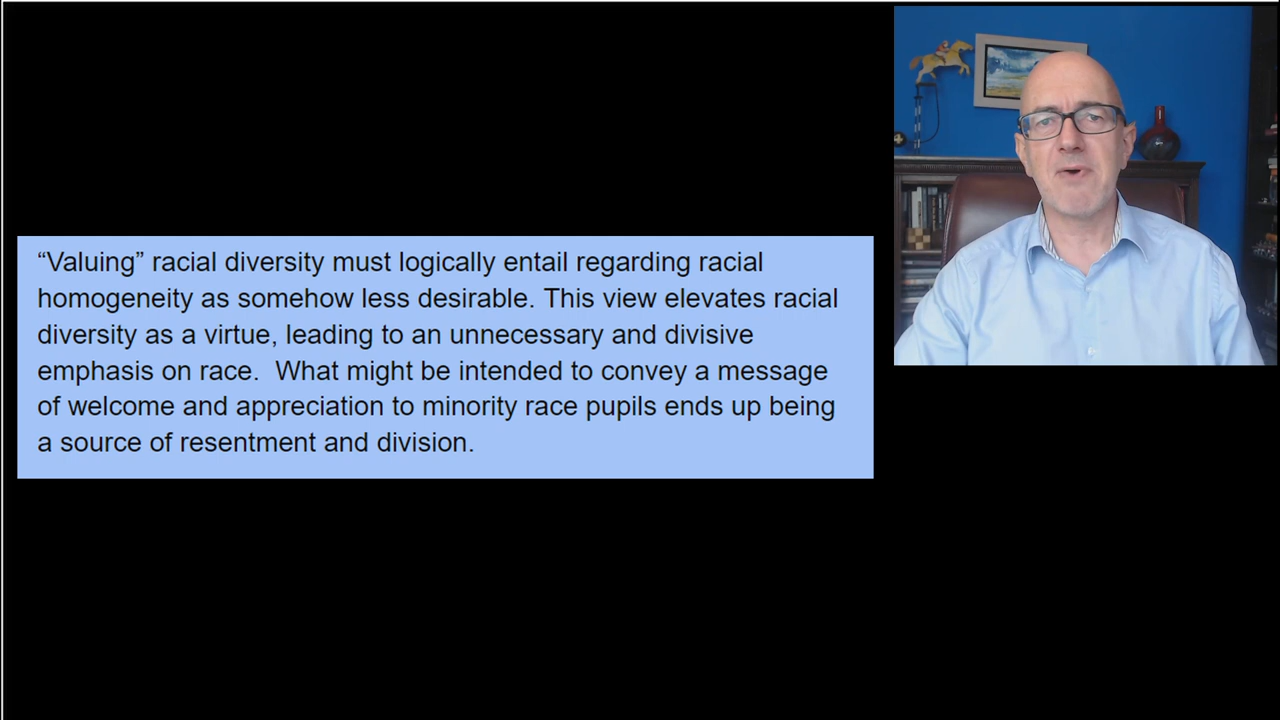 “Valuing” racial diversity must logically entail regarding racial
homogeneity as somehow less desirable. This view elevates racial
diversity as a virtue, leading to an unnecessary and divisive
emphasis on race.  What might be intended to convey a message
of welcome and appreciation to minority race pupils ends up being
a source of resentment and division.